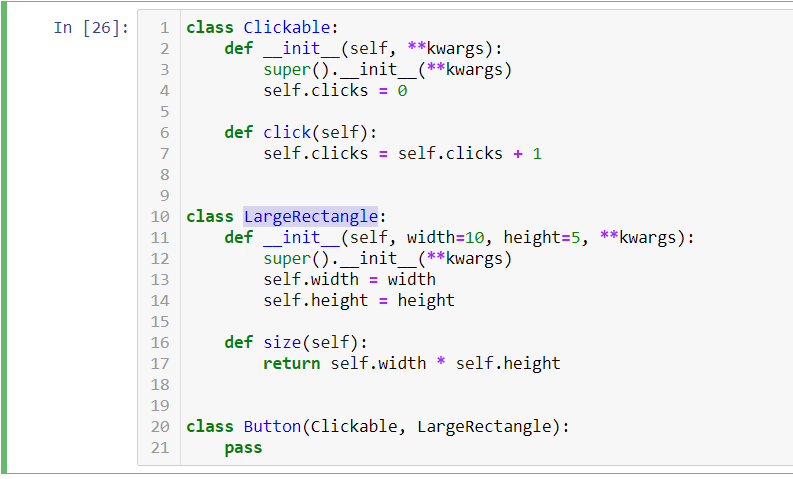 In [26]:
1 class Clickable:
2     def __init__(self, **kwargs):
3         super().__init__(**kwargs)
4         self.clicks = 0
5
6     def click(self):
7         self.clicks = self.clicks + 1
8
9
10 class LargeRectangle:
11     def __init__(self, width=10, height=5, **kwargs):
12         super().__init__(**kwargs)
13         self.width = width
14         self.height = height
15
16     def size(self):
17         return self.width * self.height
18
19
20 class Button(Clickable, LargeRectangle):
21     pass